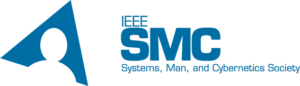 IEEE
SMC
Systems, Man, and Cybernetics Society